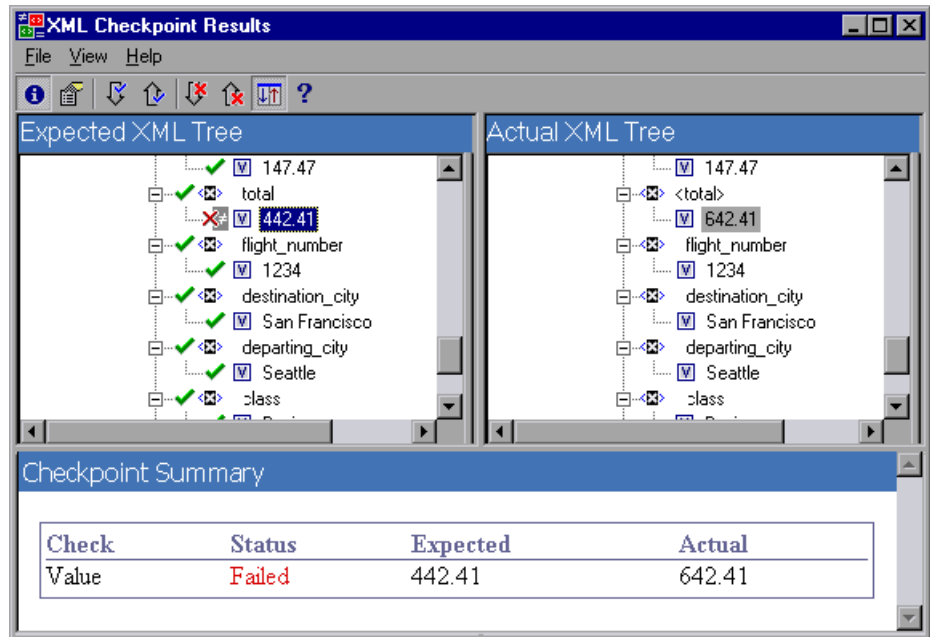 XML Checkpoint Results
File View Help
Expected XML Tree
147.47
total
442.41
flight_number
1234
destination_city
San Francisco
departing_city
Seattle
class
Actual XML Tree
147.47
<total>
642.41
flight_number
1234
destination_city
San Francisco
departing_city
Seattle
class
Checkpoint Summary
Check Status Expected Actual
Value Failed 442.41 642.41